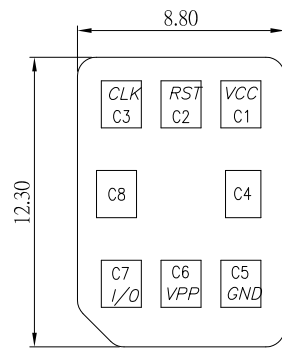 8.80
12.30
CLK RST VCC
C3 C2 C1
C8 C4
C7 C6 C5
I/O VPP GND